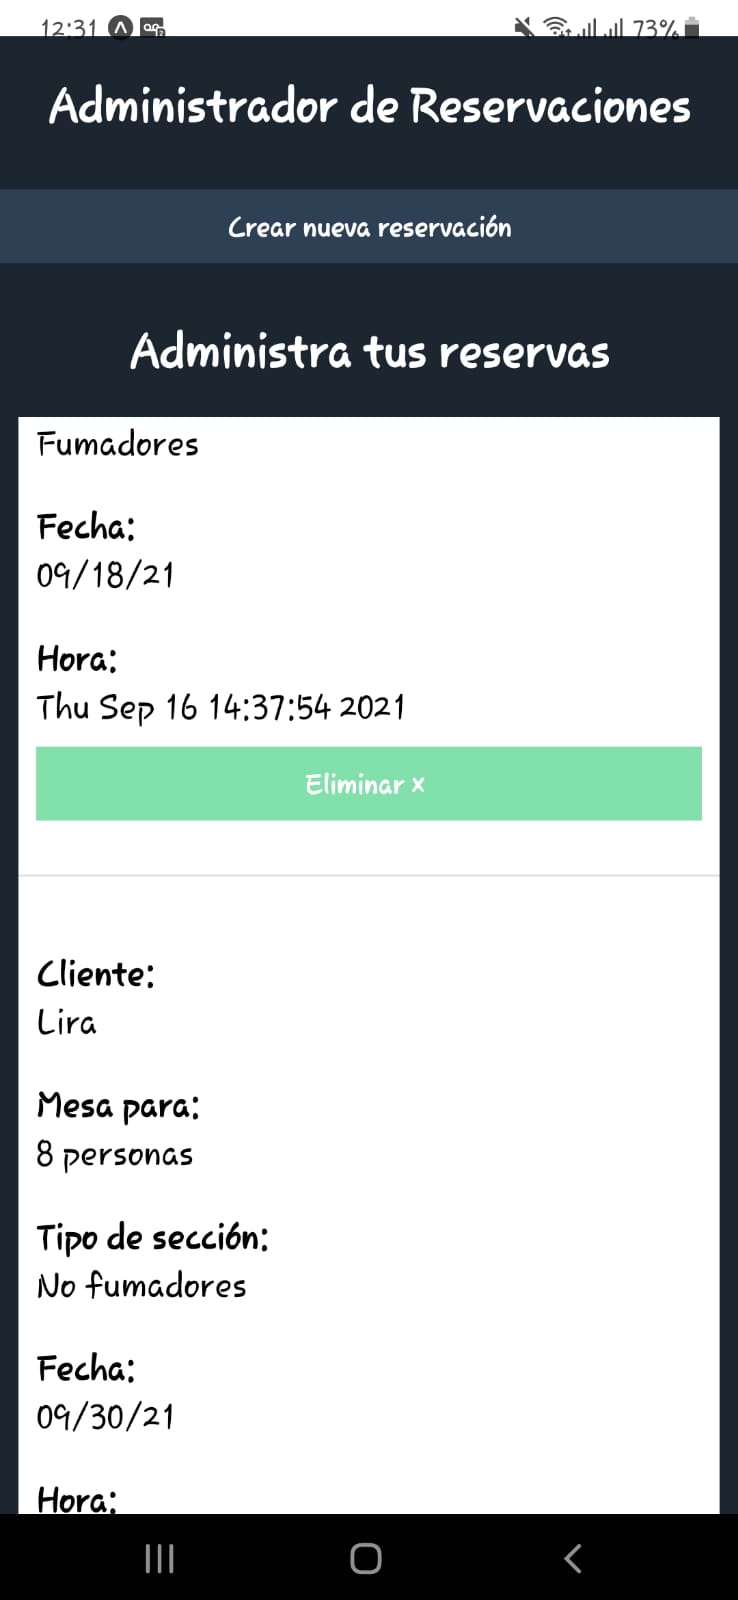 12:31
73%
Administrador de Reservaciones
Crear nueva reservación
Administra tus reservas
Fumadores
Fecha:
09/18/21
Hora:
Thu Sep 16 14:37:54 2021
Eliminar x
Cliente:
Lira
Mesa para:
8 personas
Tipo de sección:
No fumadores
Fecha:
09/30/21
Hora: